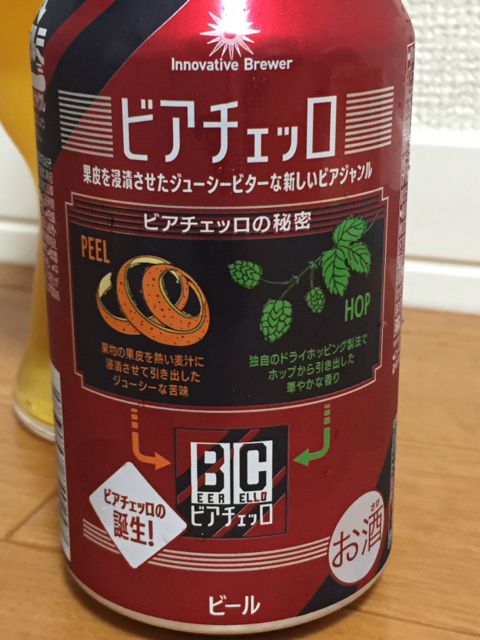 Innovative Brewer
ビアチェッロ
果皮を浸漬させたジューシービターな新しいビアジャンル
ビアチェッロの秘密
PEEL
HOP
果物の果皮を熱い麦汁に
浸漬させて引き出した
ジューシーな苦味
独自のドライホッピング製法で
ホップから引き出した
華やかな香り
B C
EER ELLO
ビアチェッロ
ビアチェッロの
誕生!
お酒
ビール